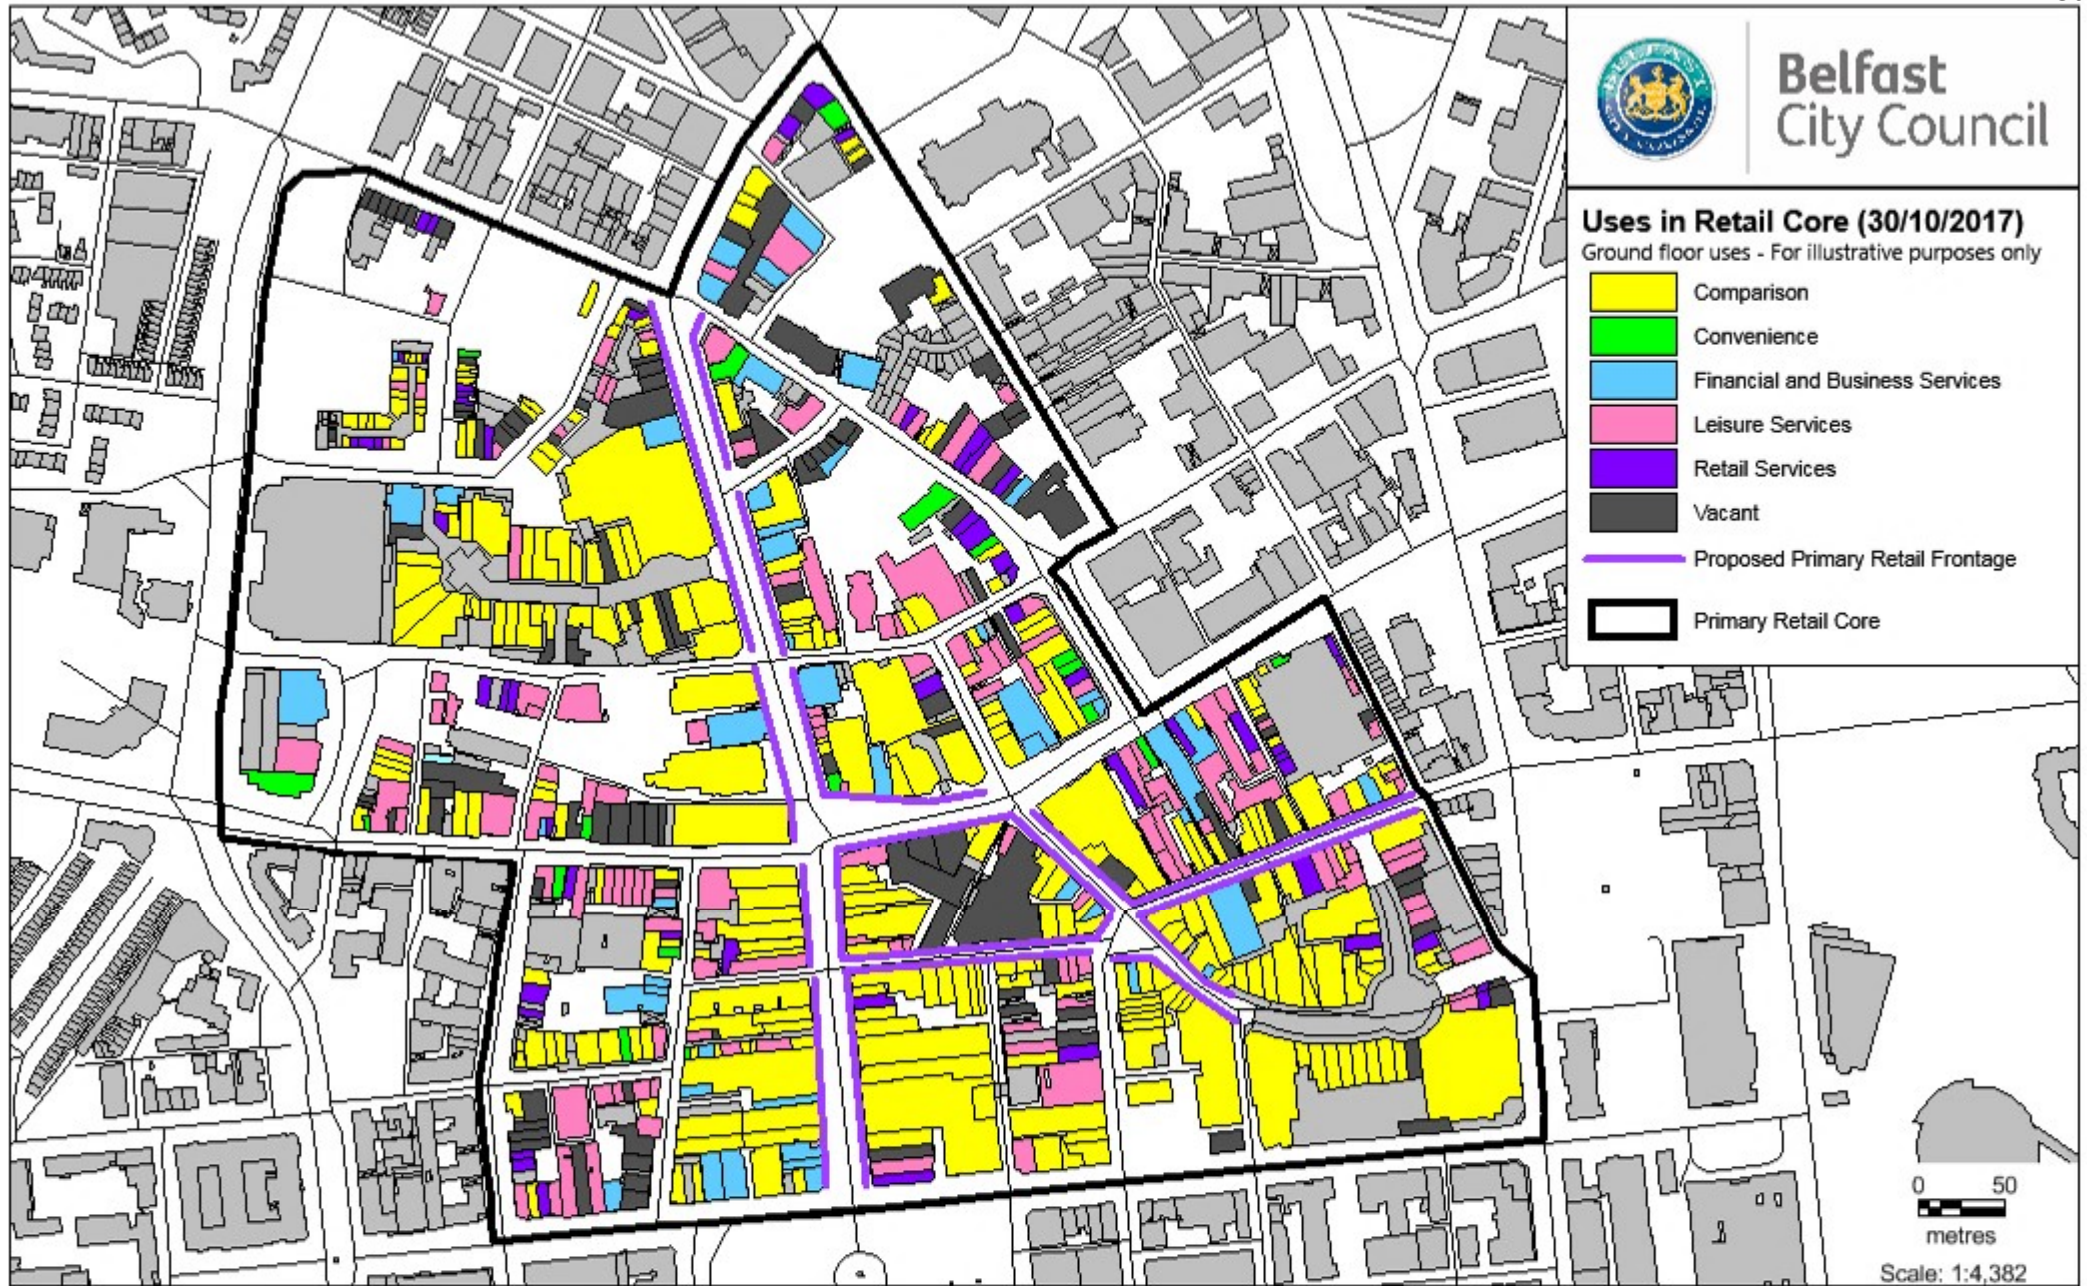 Belfast
City Council
Uses in Retail Core (30/10/2017)
Ground floor uses - For illustrative purposes only
Comparison
Convenience
Financial and Business Services
Leisure Services
Retail Services
Vacant
Proposed Primary Retail Frontage
Primary Retail Core
0 50
metres
Scale: 1:4,382